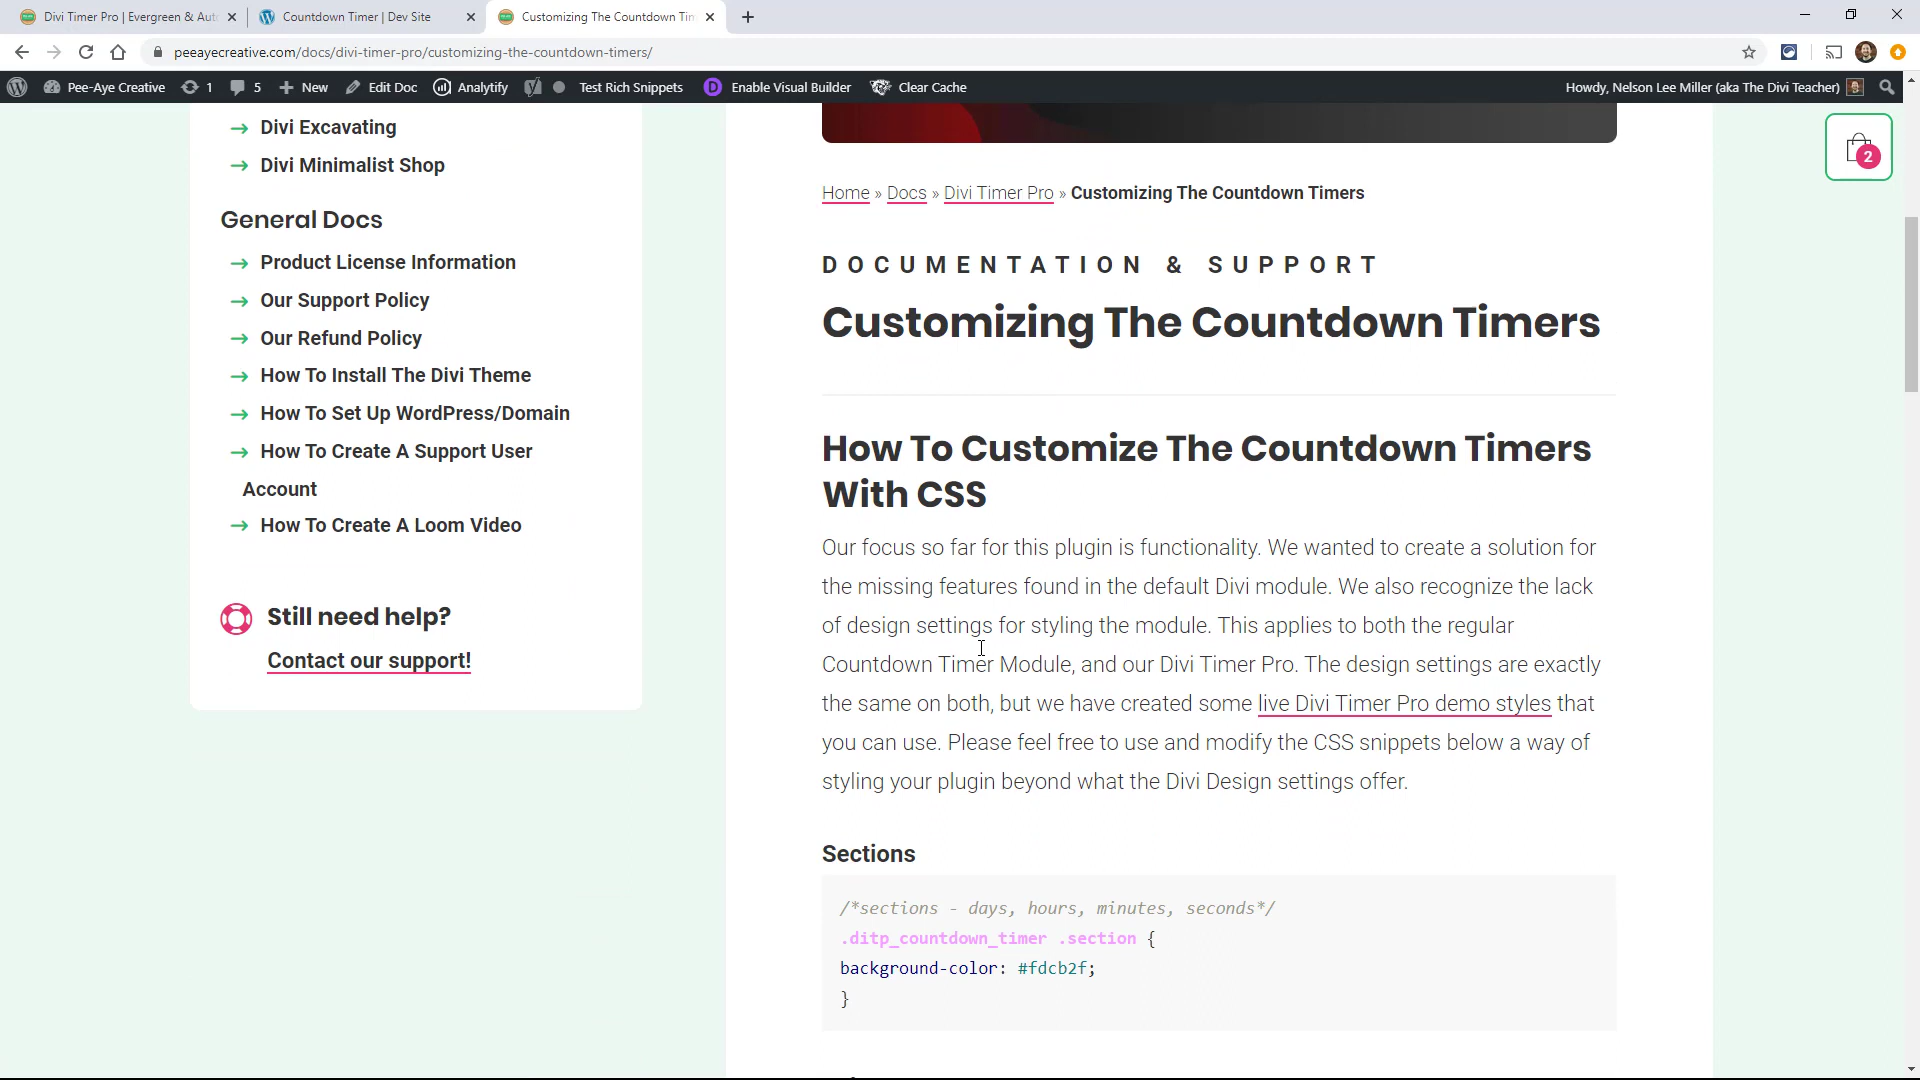 Divi Timer Pro | Evergreen & Aut
Countdown Timer | Dev Site
Customizing The Countdown Tim
peeayecreative.com/docs/divi-timer-pro/customizing-the-countdown-timers/
Pee-Aye Creative 1 5 New Edit Doc Analytify Test Rich Snippets D Enable Visual Builder Clear Cache Howdy, Nelson Lee Miller (aka The Divi Teacher)
→ Divi Excavating
→ Divi Minimalist Shop
General Docs
→ Product License Information
→ Our Support Policy
→ Our Refund Policy
→ How To Install The Divi Theme
→ How To Set Up WordPress/Domain
→ How To Create A Support User
Account
→ How To Create A Loom Video
Still need help?
Contact our support!
2
Home » Docs » Divi Timer Pro » Customizing The Countdown Timers
DOCUMENTATION & SUPPORT
Customizing The Countdown Timers
How To Customize The Countdown Timers
With CSS
Our focus so far for this plugin is functionality. We wanted to create a solution for
the missing features found in the default Divi module. We also recognize the lack
of design settings for styling the module. This applies to both the regular
Countdown Timer Module, and our Divi Timer Pro. The design settings are exactly
the same on both, but we have created some live Divi Timer Pro demo styles that
you can use. Please feel free to use and modify the CSS snippets below a way of
styling your plugin beyond what the Divi Design settings offer.
Sections
/*sections - days, hours, minutes, seconds*/
.ditp_countdown_timer .section {
background-color: #fdcb2f;
}